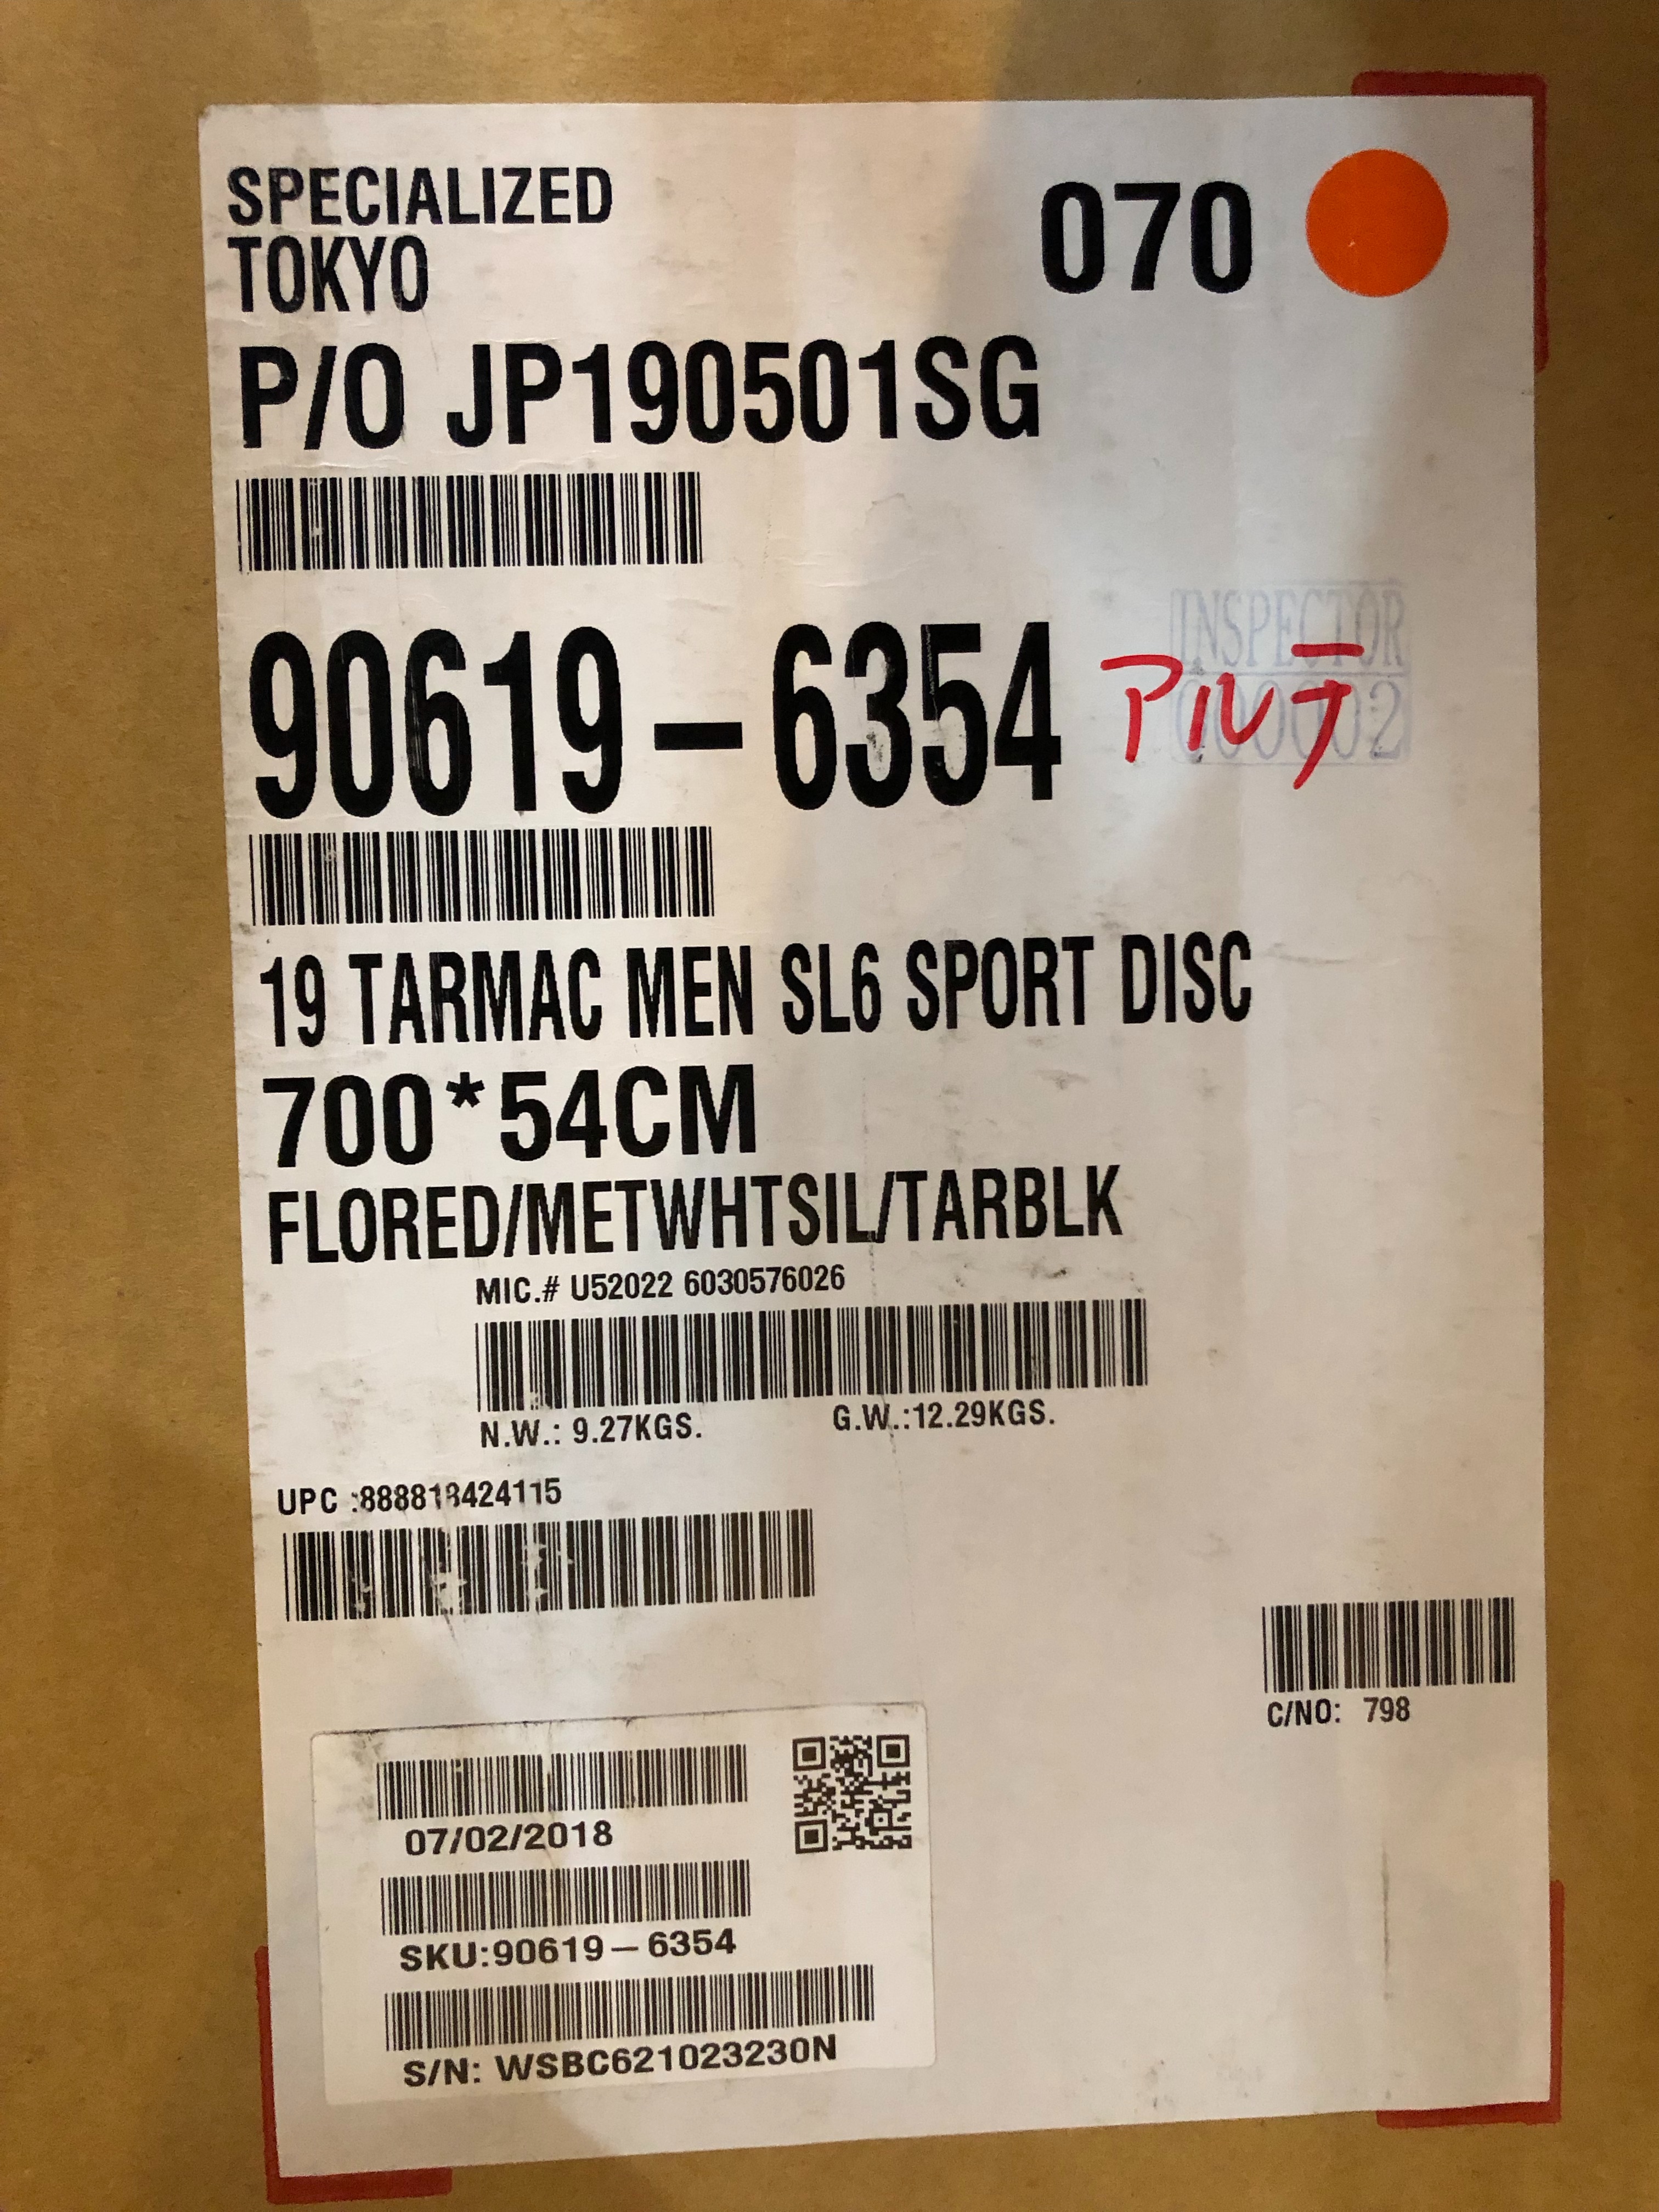 SPECIALIZED
TOKYO
070
P/O JP190501SG
INSPECTOR
90619-6354
アルテ
19 TARMAC MEN SL6 SPORT DISC
700*54CM
FLORED/METWHTSIL/TARBLK
MIC.# U52022 6030576026
N.W.: 9.27KGS. G.W.:12.29KGS.
UPC :888818424115
C/NO: 798
07/02/2018
SKU:90619-6354
S/N: WSBC621023230N